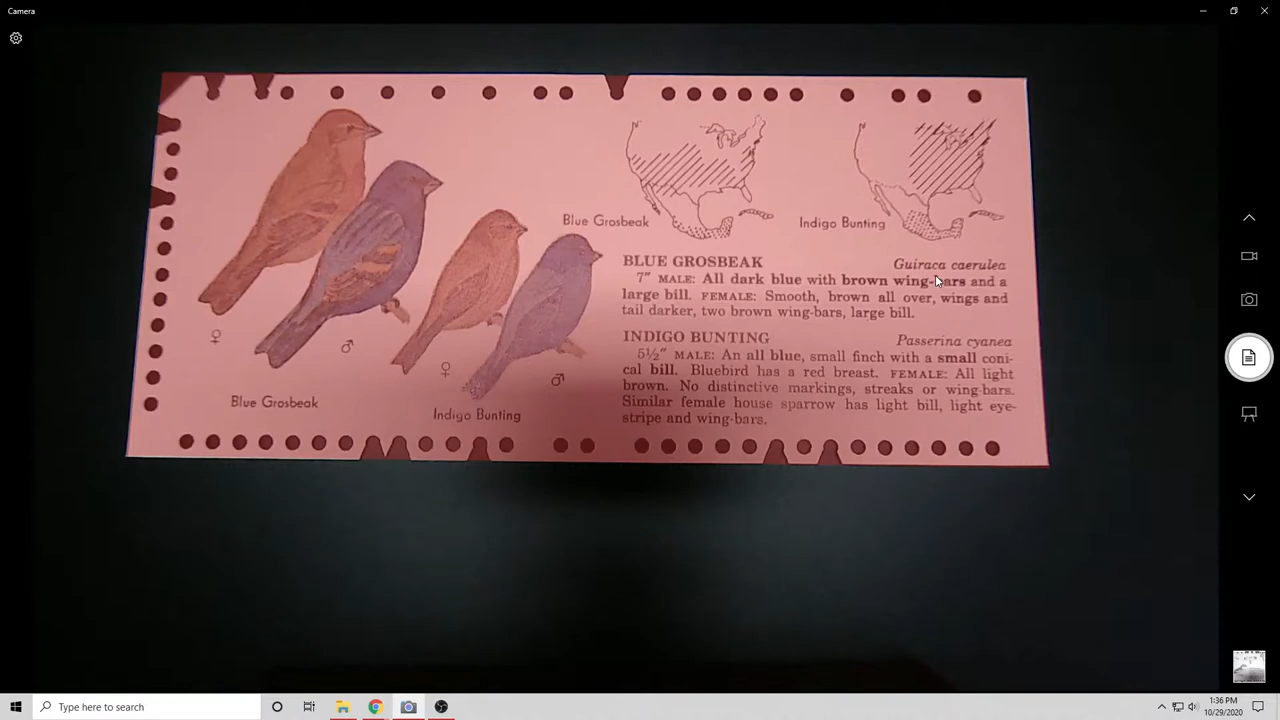 Camera
Blue Grosbeak
Indigo Bunting
BLUE GROSBEAK
Guiraca caerulea
7″ MALE: All dark blue with brown wing-bars and a
large bill. FEMALE: Smooth, brown all over, wings and
tail darker, two brown wing-bars, large bill.
INDIGO BUNTING
Passerina cyanea
5½″ MALE: An all blue, small finch with a small coni-
cal bill. Bluebird has a red breast. FEMALE: All light
brown. No distinctive markings, streaks or wing-bars.
Similar female house sparrow has light bill, light eye-
stripe and wing-bars.
♀
♂
♀
♂
Blue Grosbeak
Indigo Bunting
Type here to search
1:36 PM
10/29/2020